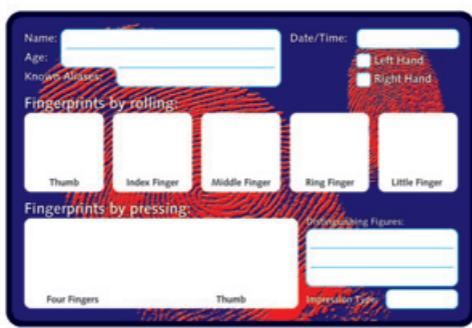 Name:
Date/Time:
Age:
Left Hand
Known Aliases:
Right Hand
Fingerprints by rolling:
Thumb Index Finger Middle Finger Ring Finger Little Finger
Fingerprints by pressing:
Distinguishing Figures:
Four Fingers Thumb
Impression Type: